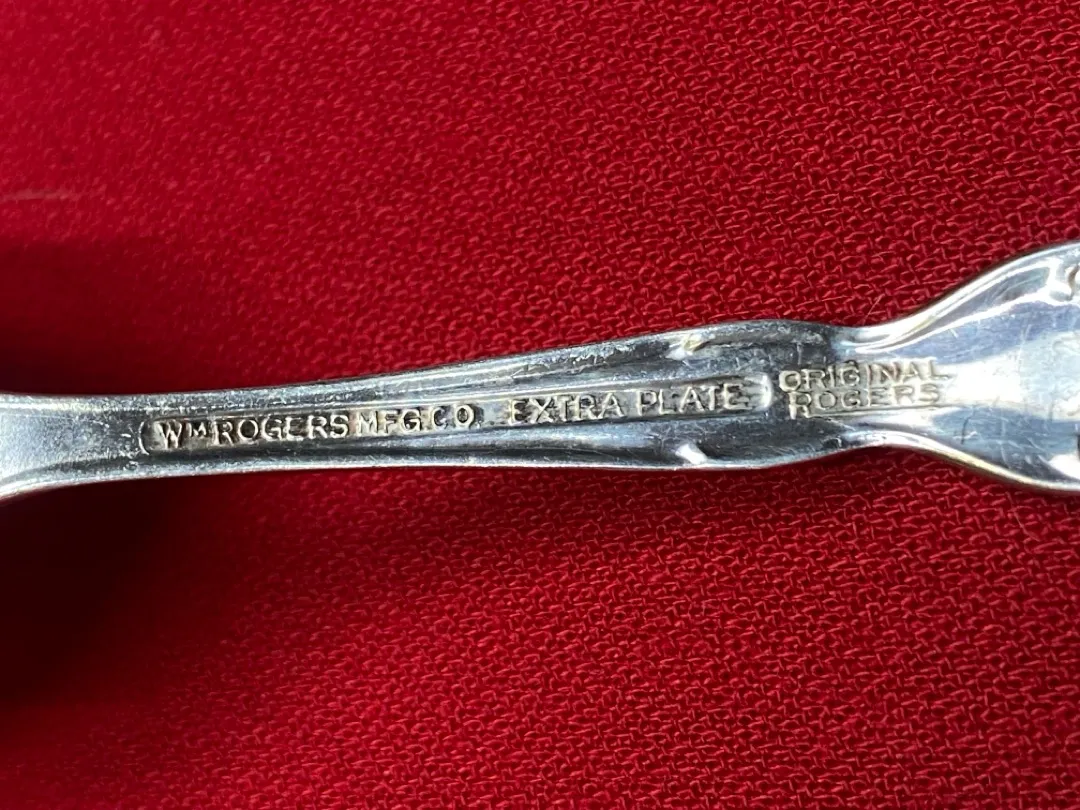 Wᴹ ROGERS MFG.CO. EXTRA PLATE
ORIGINAL
ROGERS